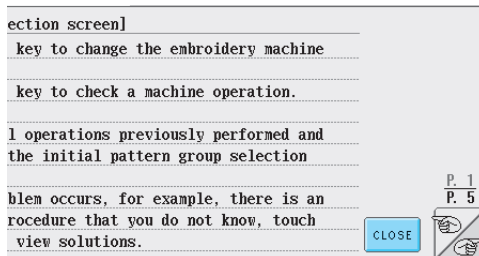 ection screen]
key to change the embroidery machine
key to check a machine operation.
l operations previously performed and
the initial pattern group selection
blem occurs, for example, there is an
rocedure that you do not know, touch
view solutions.
P. 1
P. 5
CLOSE